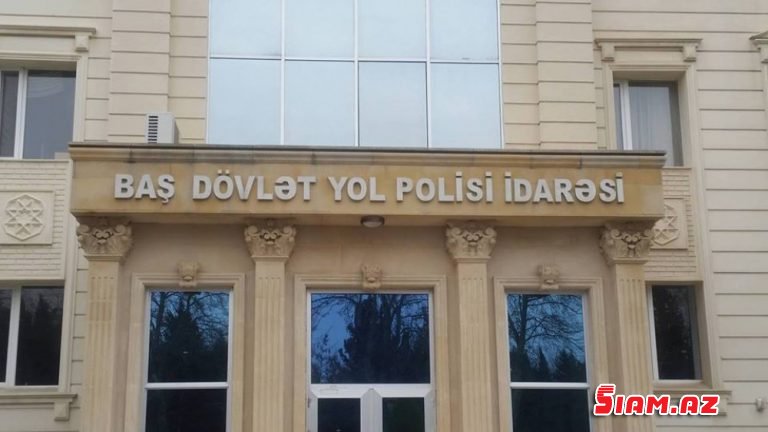 BAŞ DÖVLƏT YOL POLİSİ İDARƏSİ
SIAM.AZ